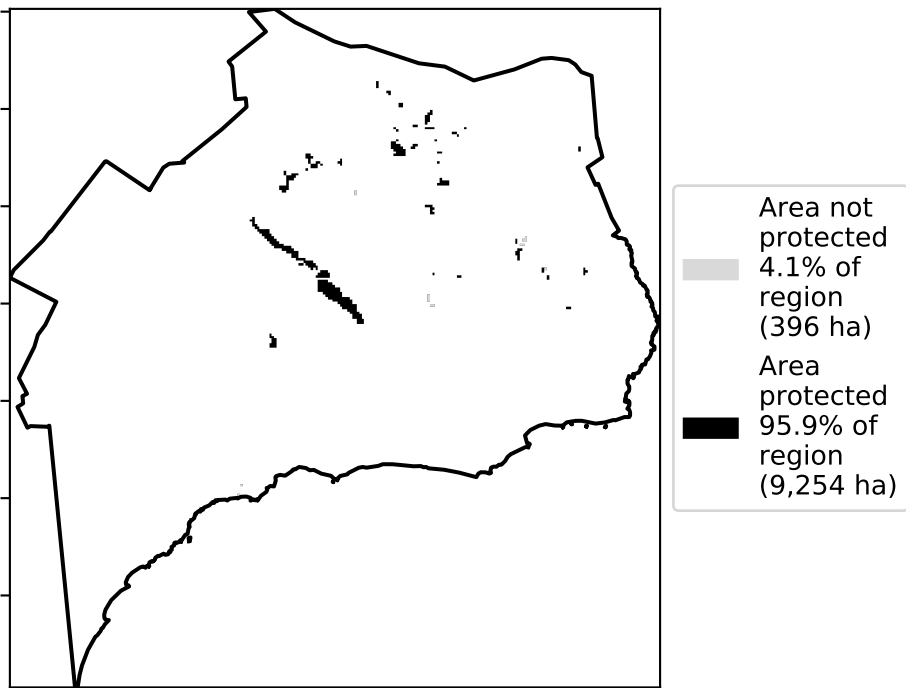 Area not
protected
4.1% of
region
(396 ha)
Area
protected
95.9% of
region
(9,254 ha)